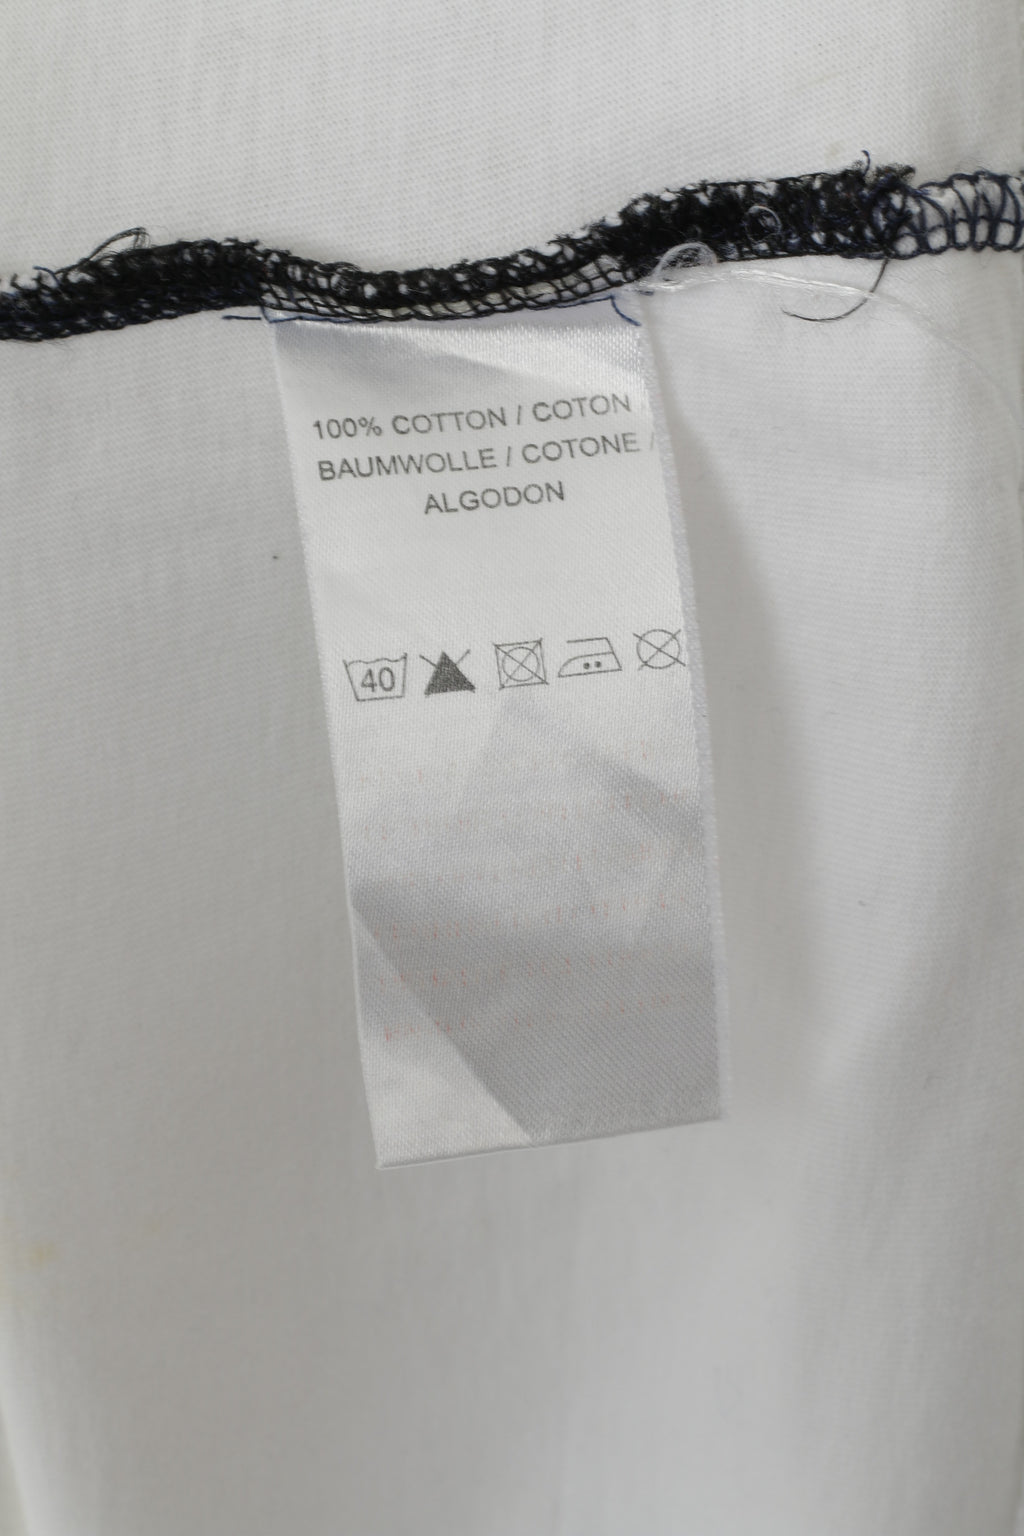 100% COTTON / COTON
BAUMWOLLE / COTONE /
ALGODON
40